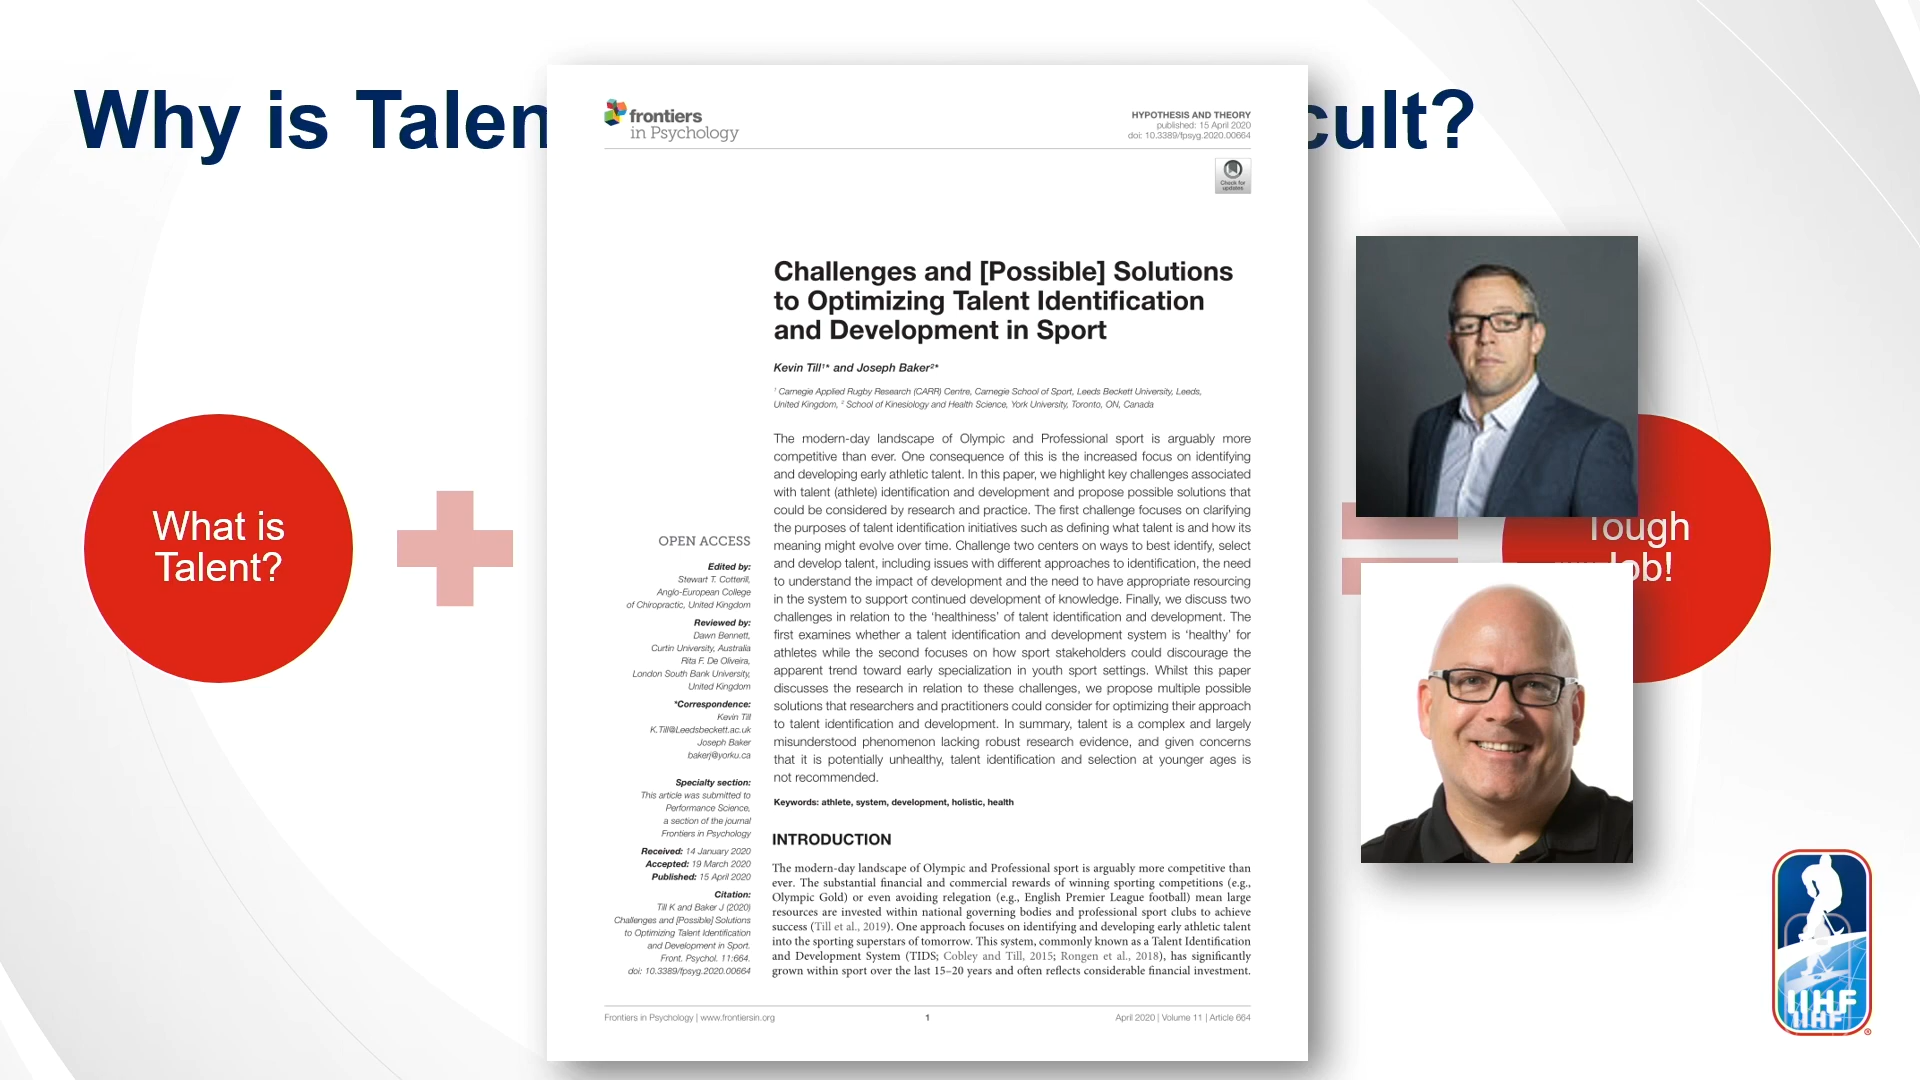 Why is Talen
cult?
frontiers
in Psychology
HYPOTHESIS AND THEORY
published: 15 April 2020
doi: 10.3389/fpsyg.2020.00664
Check for
updates
Challenges and [Possible] Solutions
to Optimizing Talent Identification
and Development in Sport
Kevin Till¹* and Joseph Baker²*
¹ Carnegie Applied Rugby Research (CARR) Centre, Carnegie School of Sport, Leeds Beckett University, Leeds,
United Kingdom, ² School of Kinesiology and Health Science, York University, Toronto, ON, Canada
The modern-day landscape of Olympic and Professional sport is arguably more
competitive than ever. One consequence of this is the increased focus on identifying
and developing early athletic talent. In this paper, we highlight key challenges associated
with talent (athlete) identification and development and propose possible solutions that
could be considered by research and practice. The first challenge focuses on clarifying
the purposes of talent identification initiatives such as defining what talent is and how its
meaning might evolve over time. Challenge two centers on ways to best identify, select
and develop talent, including issues with different approaches to identification, the need
to understand the impact of development and the need to have appropriate resourcing
in the system to support continued development of knowledge. Finally, we discuss two
challenges in relation to the ‘healthiness’ of talent identification and development. The
first examines whether a talent identification and development system is ‘healthy’ for
athletes while the second focuses on how sport stakeholders could discourage the
apparent trend toward early specialization in youth sport settings. Whilst this paper
discusses the research in relation to these challenges, we propose multiple possible
solutions that researchers and practitioners could consider for optimizing their approach
to talent identification and development. In summary, talent is a complex and largely
misunderstood phenomenon lacking robust research evidence, and given concerns
that it is potentially unhealthy, talent identification and selection at younger ages is
not recommended.
Keywords: athlete, system, development, holistic, health
INTRODUCTION
The modern-day landscape of Olympic and Professional sport is arguably more competitive than
ever. The substantial financial and commercial rewards of winning sporting competitions (e.g.,
Olympic Gold) or even avoiding relegation (e.g., English Premier League football) mean large
resources are invested within national governing bodies and professional sport clubs to achieve
success (Till et al., 2019). One approach focuses on identifying and developing early athletic talent
into the sporting superstars of tomorrow. This system, commonly known as a Talent Identification
and Development System (TIDS; Cobley and Till, 2015; Rongen et al., 2018), has significantly
grown within sport over the last 15–20 years and often reflects considerable financial investment.
OPEN ACCESS
Edited by:
Stewart T. Cotterill,
Anglo-European College
of Chiropractic, United Kingdom
Reviewed by:
Dawn Bennett,
Curtin University, Australia
Rita F. De Oliveira,
London South Bank University,
United Kingdom
*Correspondence:
Kevin Till
K.Till@Leedsbeckett.ac.uk
Joseph Baker
bakerj@yorku.ca
Specialty section:
This article was submitted to
Performance Science,
a section of the journal
Frontiers in Psychology
Received: 14 January 2020
Accepted: 19 March 2020
Published: 15 April 2020
Citation:
Till K and Baker J (2020)
Challenges and [Possible] Solutions
to Optimizing Talent Identification
and Development in Sport.
Front. Psychol. 11:664.
doi: 10.3389/fpsyg.2020.00664
Frontiers in Psychology | www.frontiersin.org
1
April 2020 | Volume 11 | Article 664
What is
Talent?
Tough
ob!
IIHF
IIHF
®